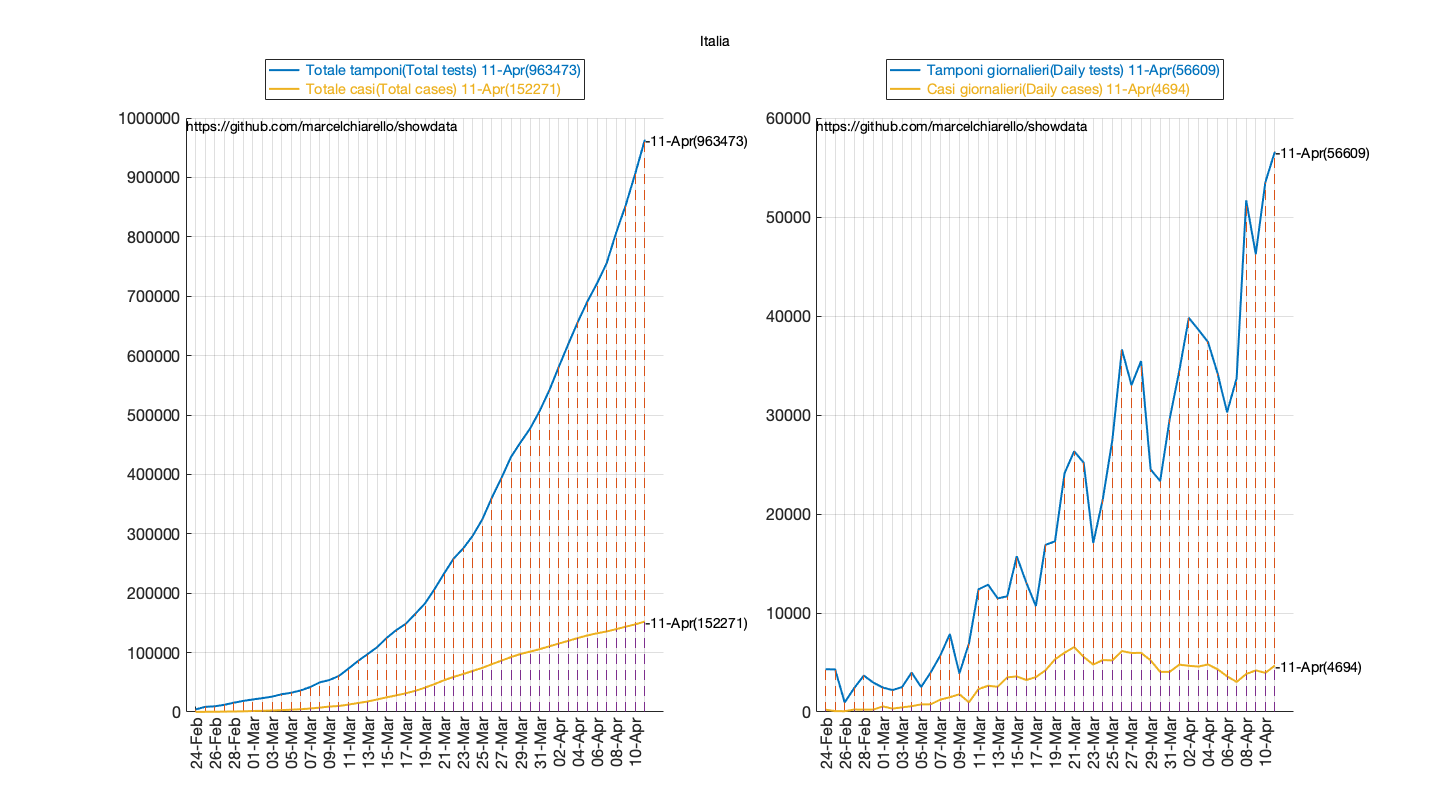 Italia
Totale tamponi(Total tests) 11-Apr(963473)
Totale casi(Total cases) 11-Apr(152271)
https://github.com/marcelchiarello/showdata
1000000
900000
800000
700000
600000
500000
400000
300000
200000
100000
0
11-Apr(963473)
11-Apr(152271)
24-Feb
26-Feb
28-Feb
01-Mar
03-Mar
05-Mar
07-Mar
09-Mar
11-Mar
13-Mar
15-Mar
17-Mar
19-Mar
21-Mar
23-Mar
25-Mar
27-Mar
29-Mar
31-Mar
02-Apr
04-Apr
06-Apr
08-Apr
10-Apr
Tamponi giornalieri(Daily tests) 11-Apr(56609)
Casi giornalieri(Daily cases) 11-Apr(4694)
https://github.com/marcelchiarello/showdata
60000
50000
40000
30000
20000
10000
0
11-Apr(56609)
11-Apr(4694)
24-Feb
26-Feb
28-Feb
01-Mar
03-Mar
05-Mar
07-Mar
09-Mar
11-Mar
13-Mar
15-Mar
17-Mar
19-Mar
21-Mar
23-Mar
25-Mar
27-Mar
29-Mar
31-Mar
02-Apr
04-Apr
06-Apr
08-Apr
10-Apr